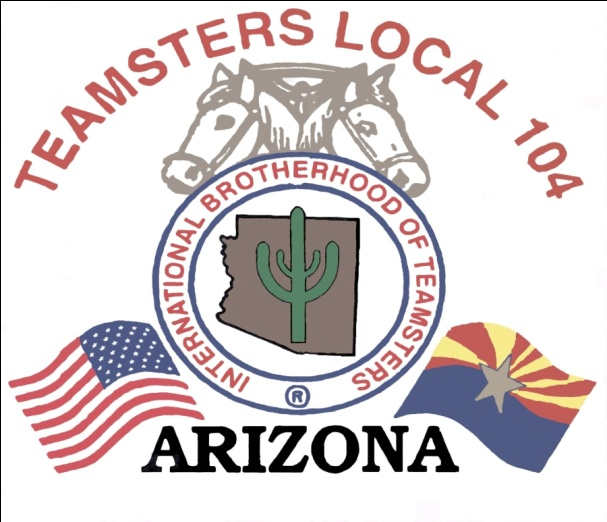 TEAMSTERS LOCAL 104
INTERNATIONAL BROTHERHOOD OF TEAMSTERS
®
ARIZONA